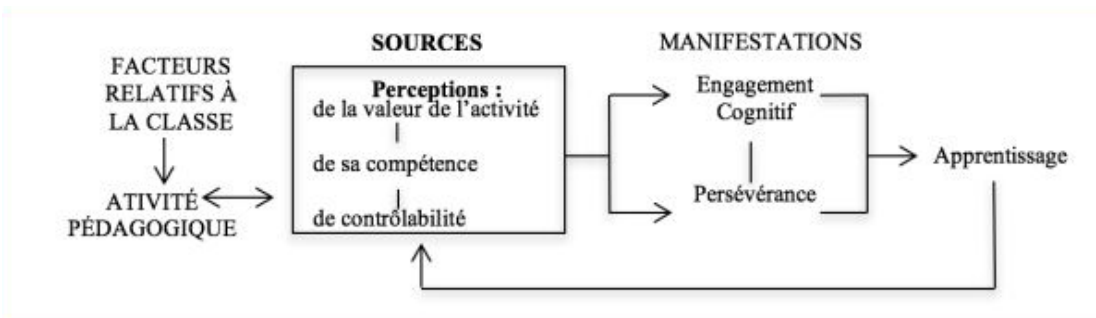 SOURCES
MANIFESTATIONS
FACTEURS
RELATIFS À
LA CLASSE
ATIVITÉ
PÉDAGOGIQUE
Perceptions :
de la valeur de l’activité
de sa compétence
de contrôlabilité
Engagement
Cognitif
Persévérance
Apprentissage